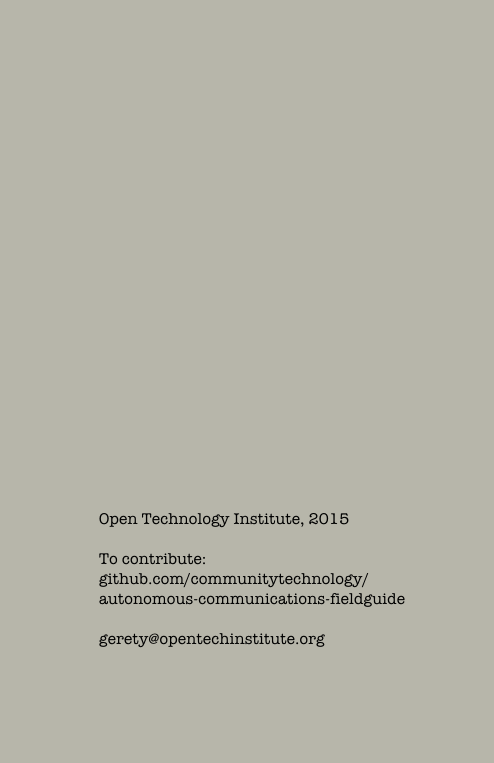 Open Technology Institute, 2015
To contribute:
github.com/communitytechnology/
autonomous-communications-fieldguide
gerety@opentechinstitute.org